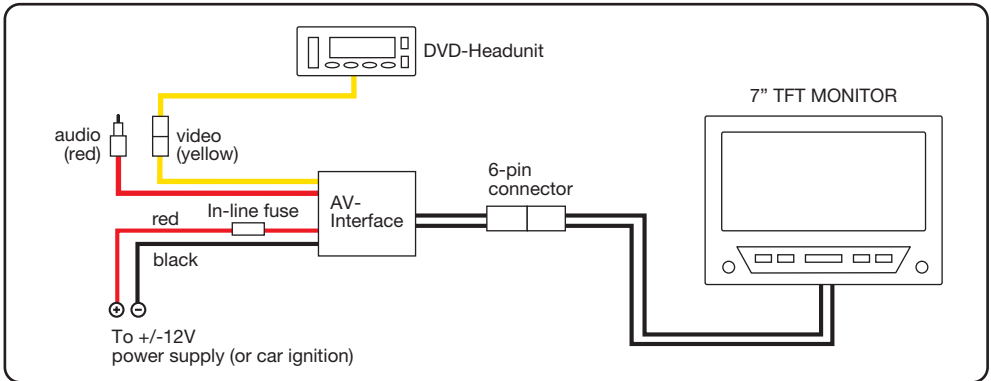 DVD-Headunit
7” TFT MONITOR
audio
(red)
video
(yellow)
6-pin
connector
AV-
Interface
In-line fuse
red
black
+
−
To +/-12V
power supply (or car ignition)